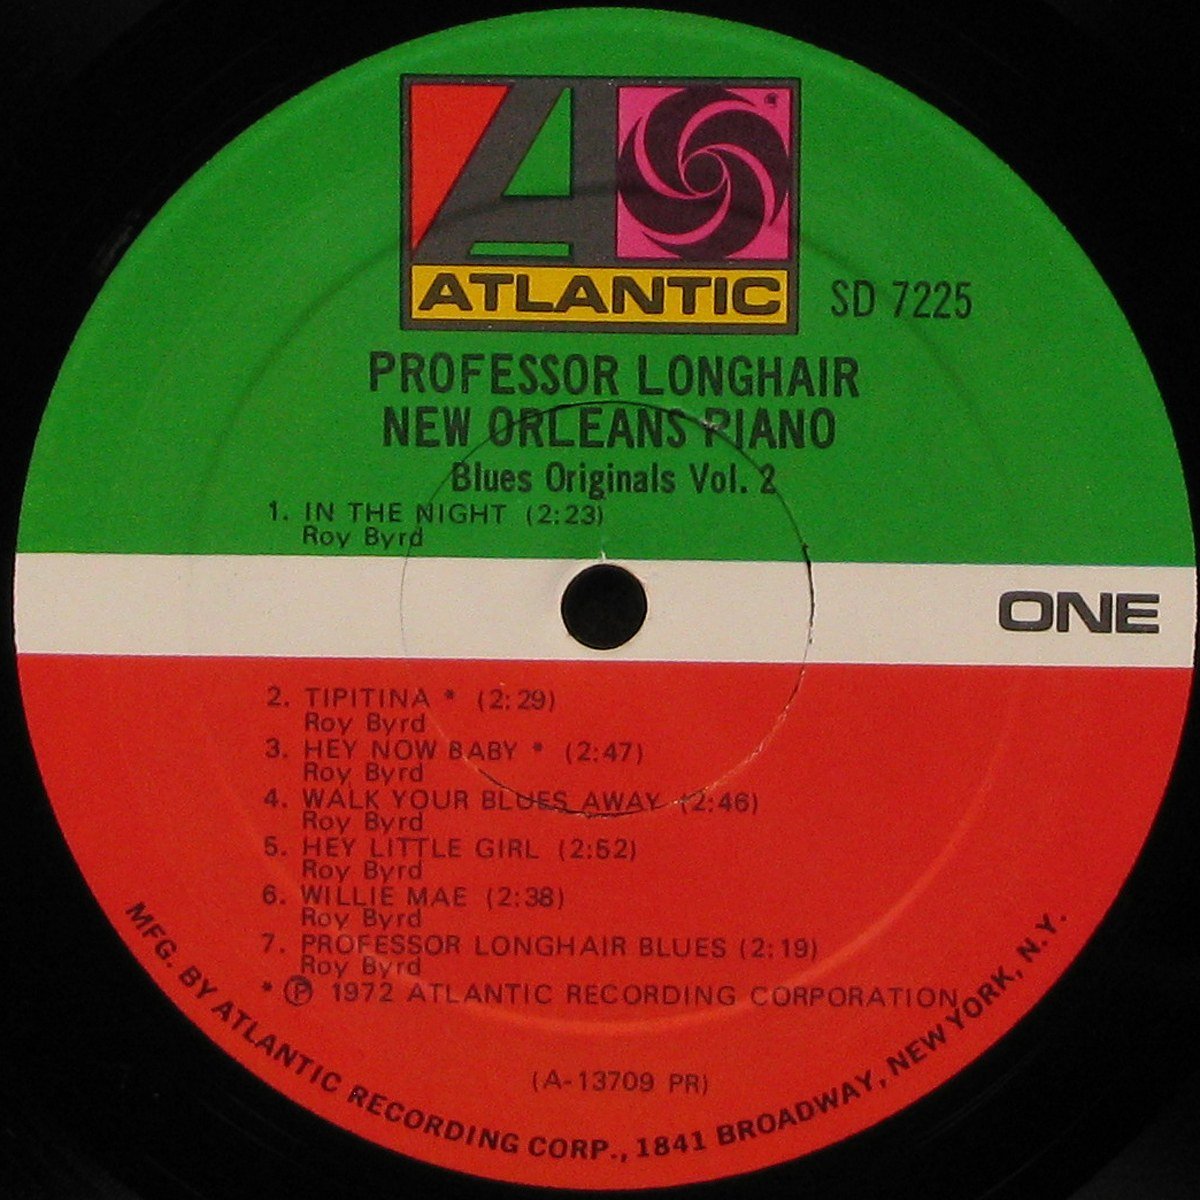 ATLANTIC
SD 7225
PROFESSOR LONGHAIR
NEW ORLEANS PIANO
Blues Originals Vol. 2
1. IN THE NIGHT (2:23)
Roy Byrd
ONE
2. TIPITINA * (2:29)
Roy Byrd
3. HEY NOW BABY * (2:47)
Roy Byrd
4. WALK YOUR BLUES AWAY (2:46)
Roy Byrd
5. HEY LITTLE GIRL (2:52)
Roy Byrd
6. WILLIE MAE (2:38)
Roy Byrd
7. PROFESSOR LONGHAIR BLUES (2:19)
Roy Byrd
* ℗ 1972 ATLANTIC RECORDING CORPORATION
(A-13709 PR)
MFG. BY ATLANTIC RECORDING CORP., 1841 BROADWAY, NEW YORK, N.Y.